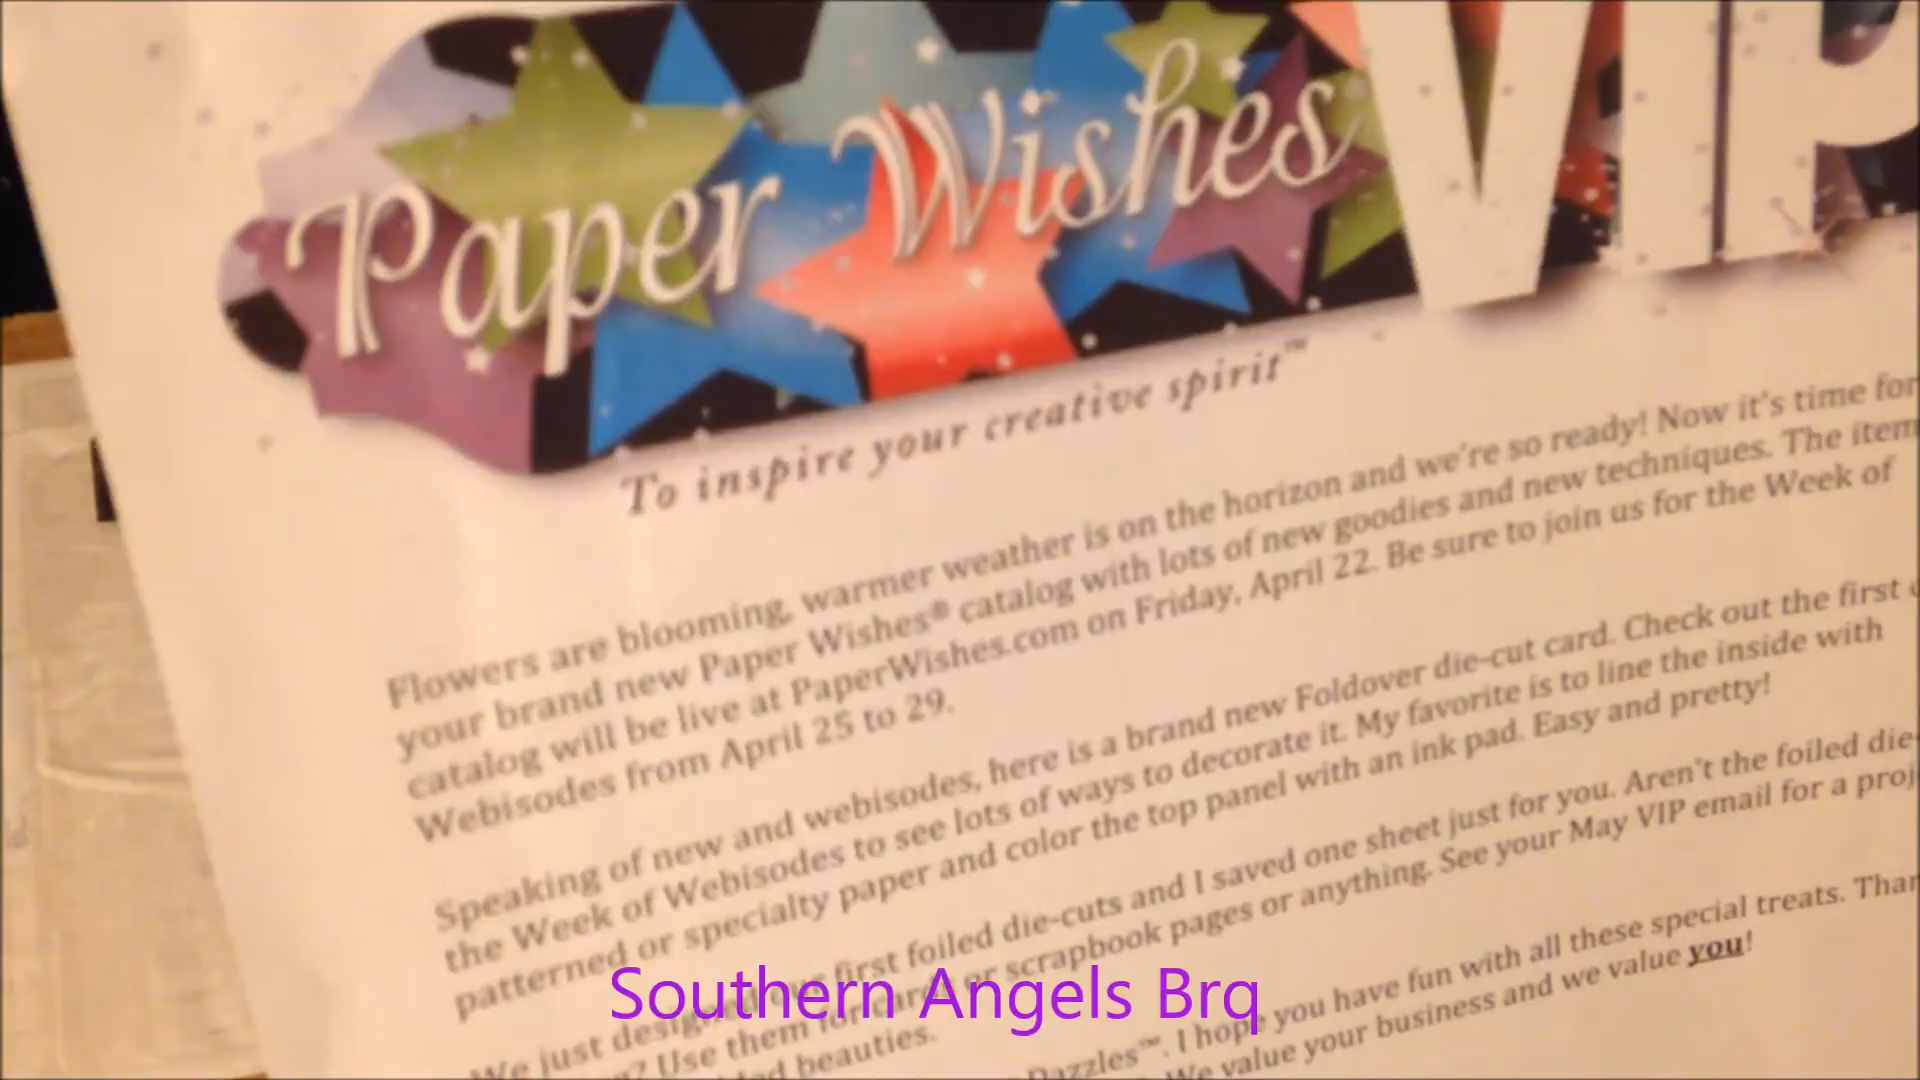 Paper Wishes VIP
To inspire your creative spirit™
Flowers are blooming, warmer weather is on the horizon and we're so ready! Now it's time for
your brand new Paper Wishes® catalog with lots of new goodies and new techniques. The item
catalog will be live at PaperWishes.com on Friday, April 22. Be sure to join us for the Week of
Webisodes from April 25 to 29.
Speaking of new and webisodes, here is a brand new Foldover die-cut card. Check out the first
the Week of Webisodes to see lots of ways to decorate it. My favorite is to line the inside with
patterned or specialty paper and color the top panel with an ink pad. Easy and pretty!
We just designed our first foiled die-cuts and I saved one sheet just for you. Aren't the foiled die-
Use them for cards or scrapbook pages or anything. See your May VIP email for a proj
beauties.
Dazzles™. I hope you have fun with all these special treats. Than
We value your business and we value you!
Southern Angels Brq